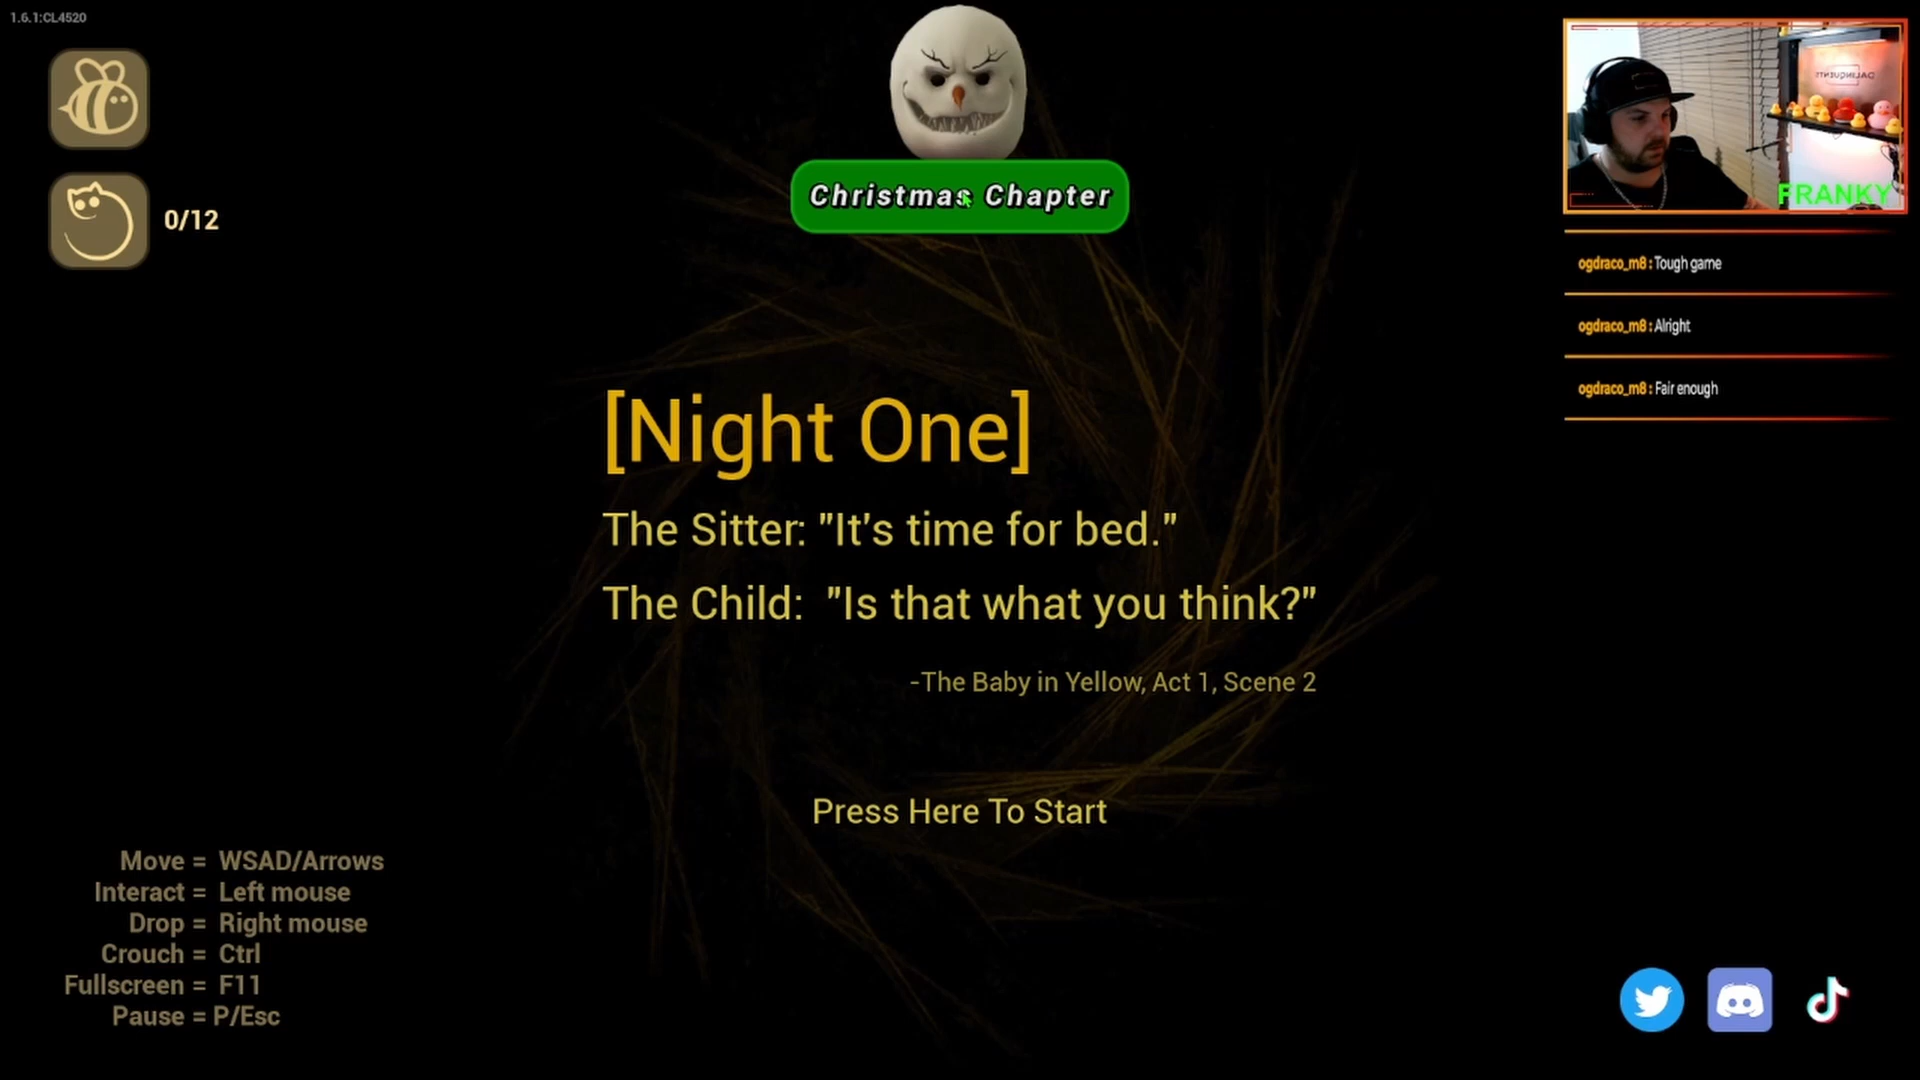 1.6.1:CL4520
0/12
Christmas Chapter
[Night One]
The Sitter: "It's time for bed."
The Child:  "Is that what you think?"
-The Baby in Yellow, Act 1, Scene 2
Press Here To Start
Move = WSAD/Arrows
Interact = Left mouse
Drop = Right mouse
Crouch = Ctrl
Fullscreen = F11
Pause = P/Esc
FRANKY
ogdraco_m8: Tough game
ogdraco_m8: Alright
ogdraco_m8: Fair enough